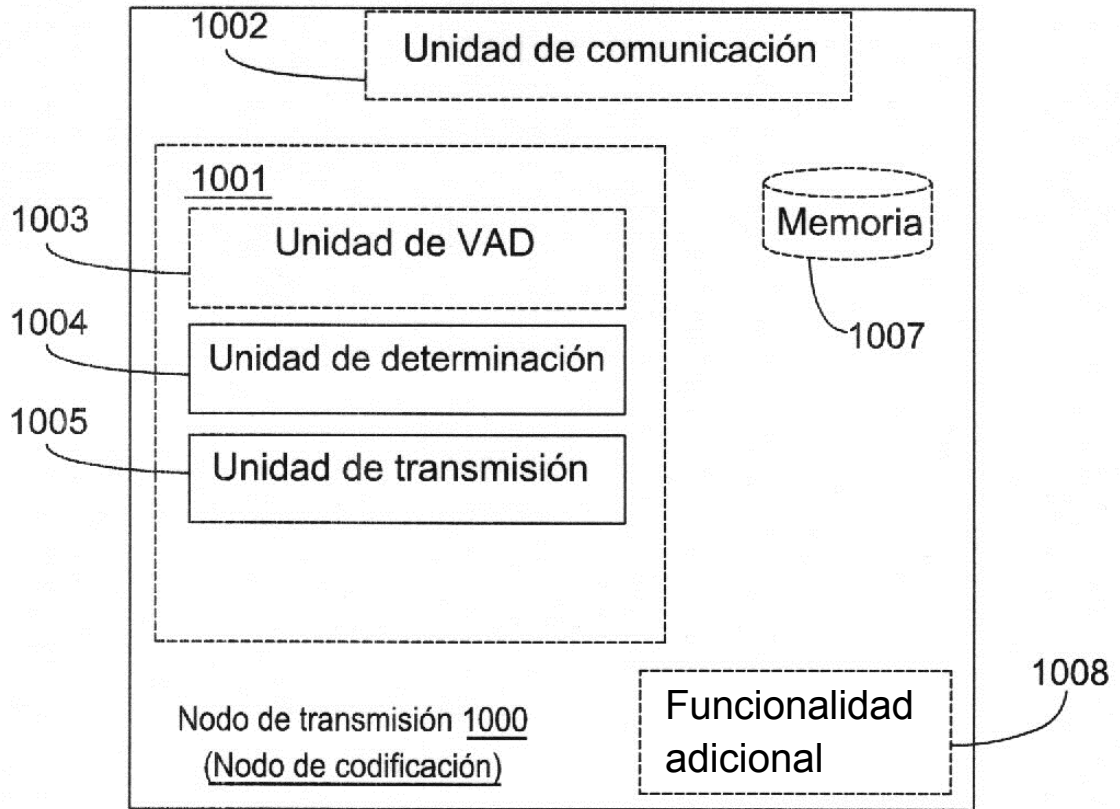 1002
Unidad de comunicación
1001
1003
Unidad de VAD
Memoria
1004
1007
Unidad de determinación
1005
Unidad de transmisión
1008
Funcionalidad
adicional
Nodo de transmisión 1000
(Nodo de codificación)